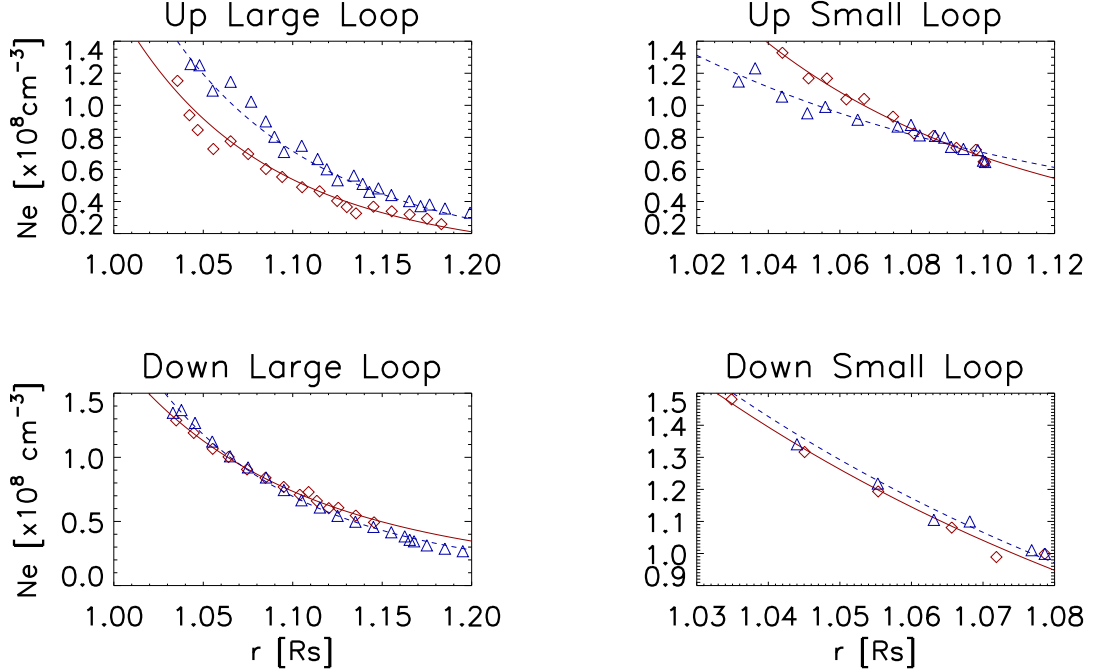 Up Large Loop
Up Small Loop
Ne [x10⁸cm⁻³]
1.4
1.2
1.0
0.8
0.6
0.4
0.2
1.00 1.05 1.10 1.15 1.20
1.4
1.2
1.0
0.8
0.6
0.4
0.2
1.02 1.04 1.06 1.08 1.10 1.12
Down Large Loop
Down Small Loop
Ne [x10⁸ cm⁻³]
1.5
1.0
0.5
0.0
1.00 1.05 1.10 1.15 1.20
r [Rs]
1.5
1.4
1.3
1.2
1.1
1.0
0.9
1.03 1.04 1.05 1.06 1.07 1.08
r [Rs]